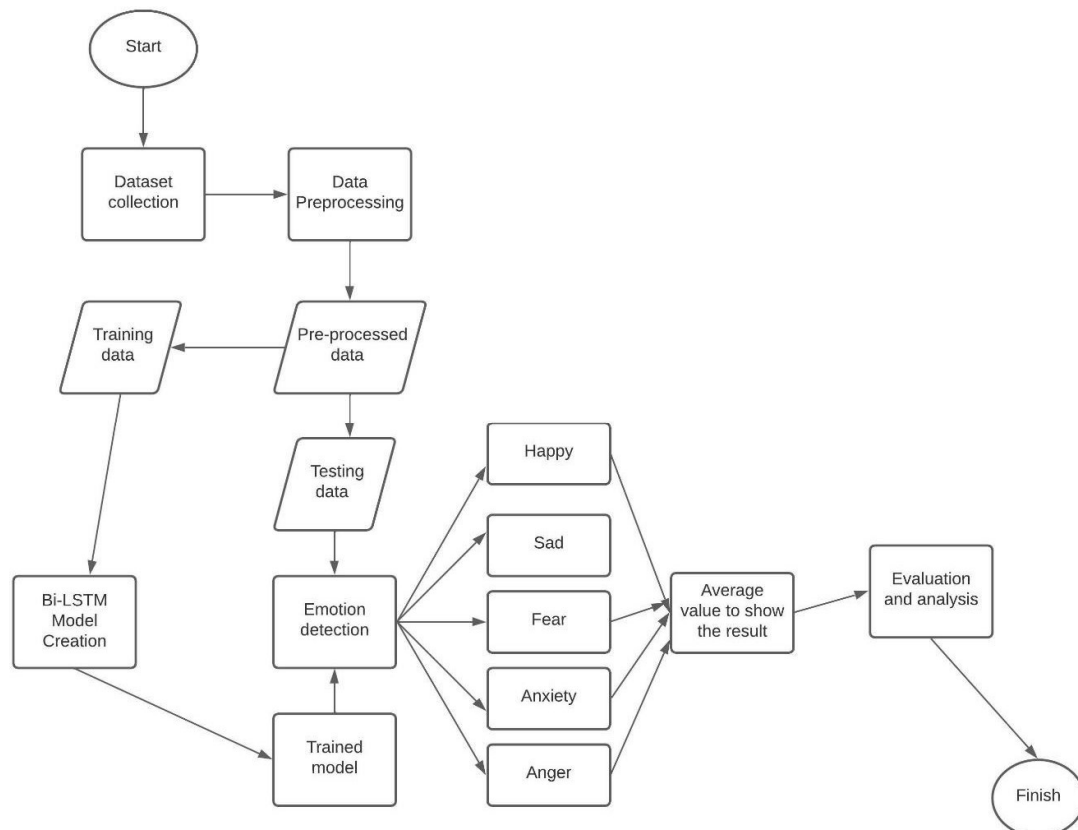 Start
Dataset
collection
Data
Preprocessing
Training
data
Pre-processed
data
Testing
data
Happy
Sad
Fear
Anxiety
Anger
Bi-LSTM
Model
Creation
Emotion
detection
Trained
model
Average
value to show
the result
Evaluation
and analysis
Finish